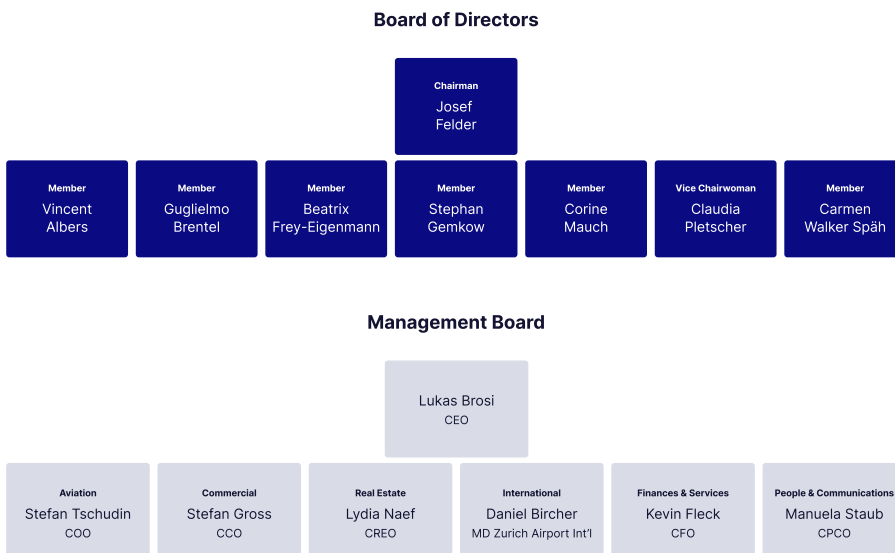 Board of Directors
Chairman
Josef
Felder
Member
Vincent
Albers
Member
Guglielmo
Brentel
Member
Beatrix
Frey-Eigenmann
Member
Stephan
Gemkow
Member
Corine
Mauch
Vice Chairwoman
Claudia
Pletscher
Member
Carmen
Walker Späh
Management Board
Lukas Brosi
CEO
Aviation
Stefan Tschudin
COO
Commercial
Stefan Gross
CCO
Real Estate
Lydia Naef
CREO
International
Daniel Bircher
MD Zurich Airport Int'l
Finances & Services
Kevin Fleck
CFO
People & Communications
Manuela Staub
CPCO